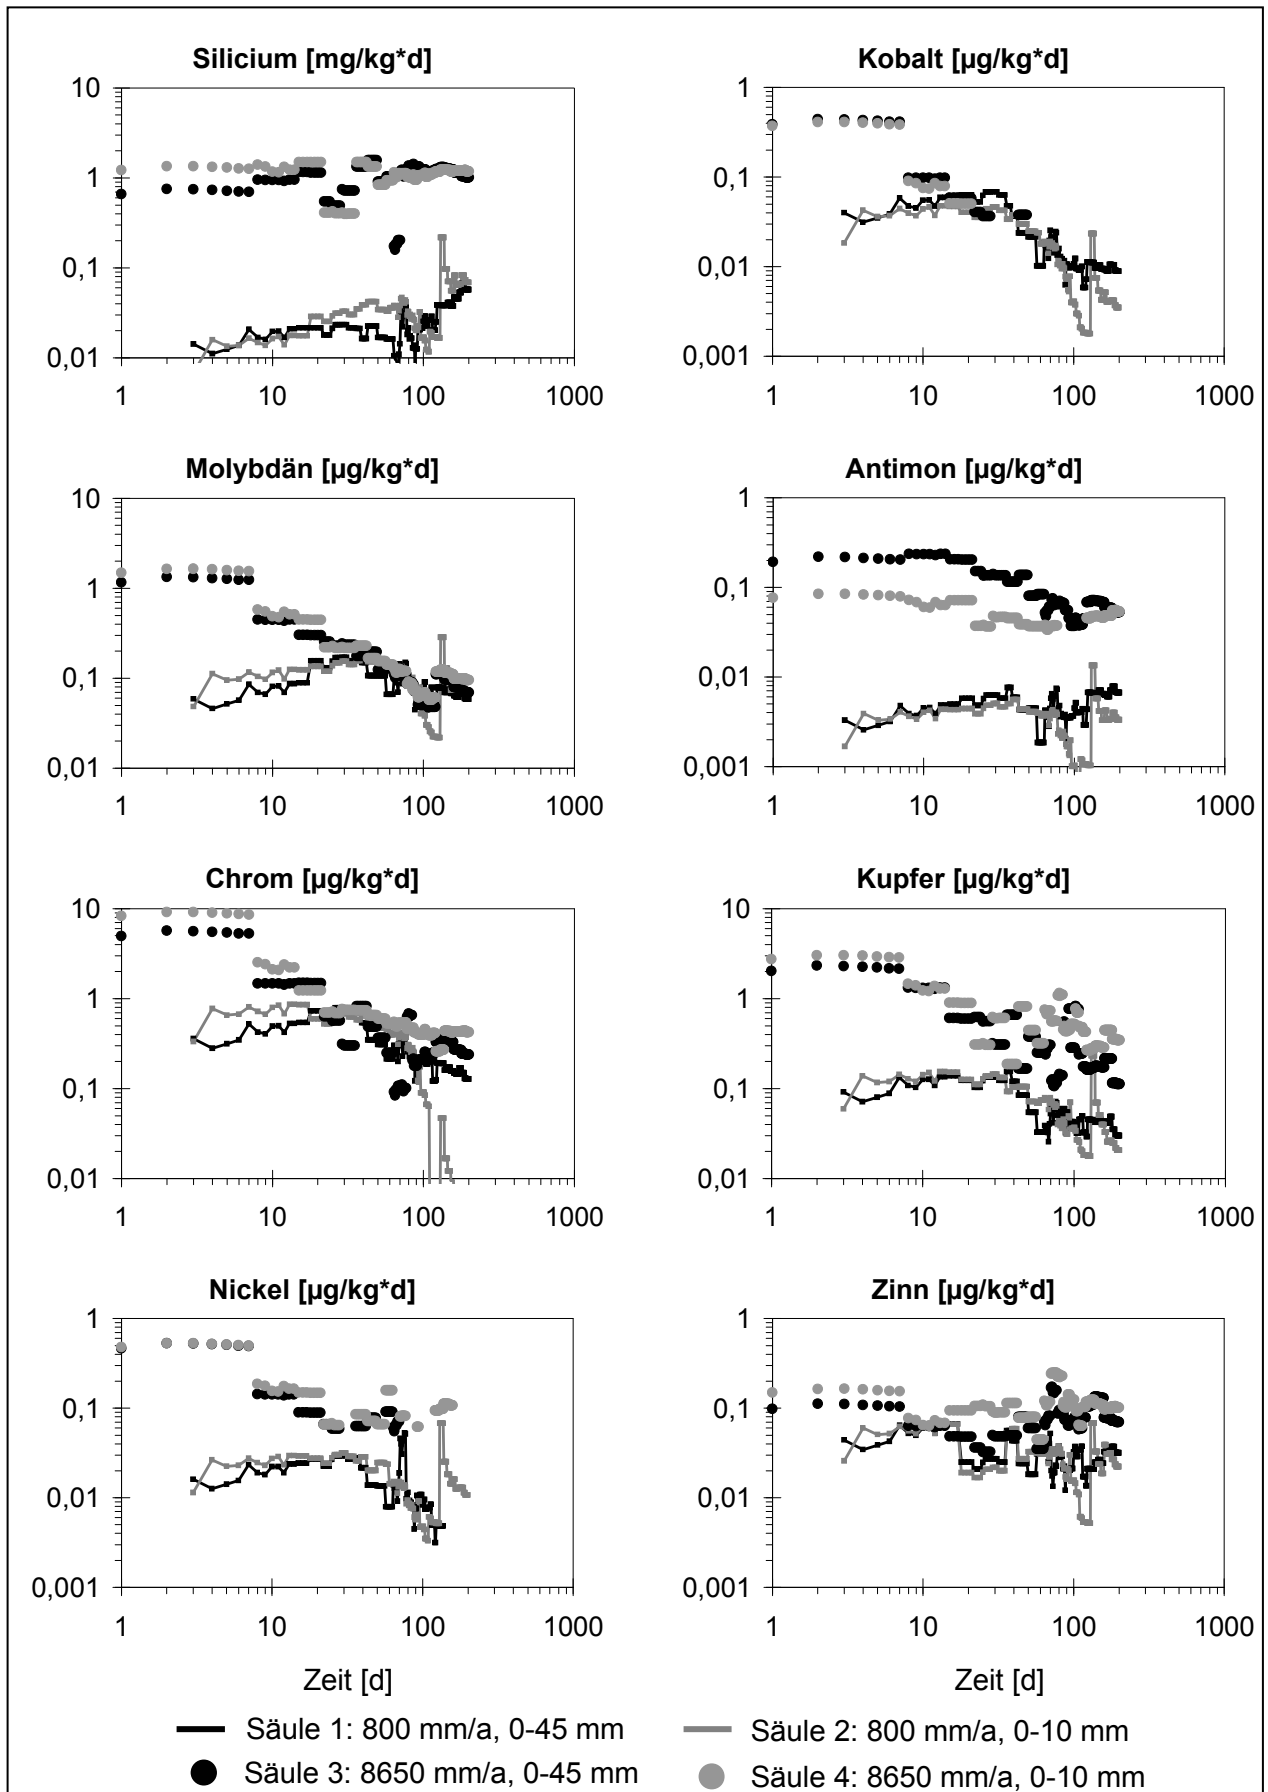 Silicium [mg/kg*d]
10
1
0,1
0,01
1 10 100 1000
Kobalt [µg/kg*d]
1
0,1
0,01
0,001
1 10 100 1000
Molybdän [µg/kg*d]
10
1
0,1
0,01
1 10 100 1000
Antimon [µg/kg*d]
1
0,1
0,01
0,001
1 10 100 1000
Chrom [µg/kg*d]
10
1
0,1
0,01
1 10 100 1000
Kupfer [µg/kg*d]
10
1
0,1
0,01
1 10 100 1000
Nickel [µg/kg*d]
1
0,1
0,01
0,001
1 10 100 1000
Zeit [d]
Zinn [µg/kg*d]
1
0,1
0,01
0,001
1 10 100 1000
Zeit [d]
Säule 1: 800 mm/a, 0-45 mm
Säule 2: 800 mm/a, 0-10 mm
Säule 3: 8650 mm/a, 0-45 mm
Säule 4: 8650 mm/a, 0-10 mm